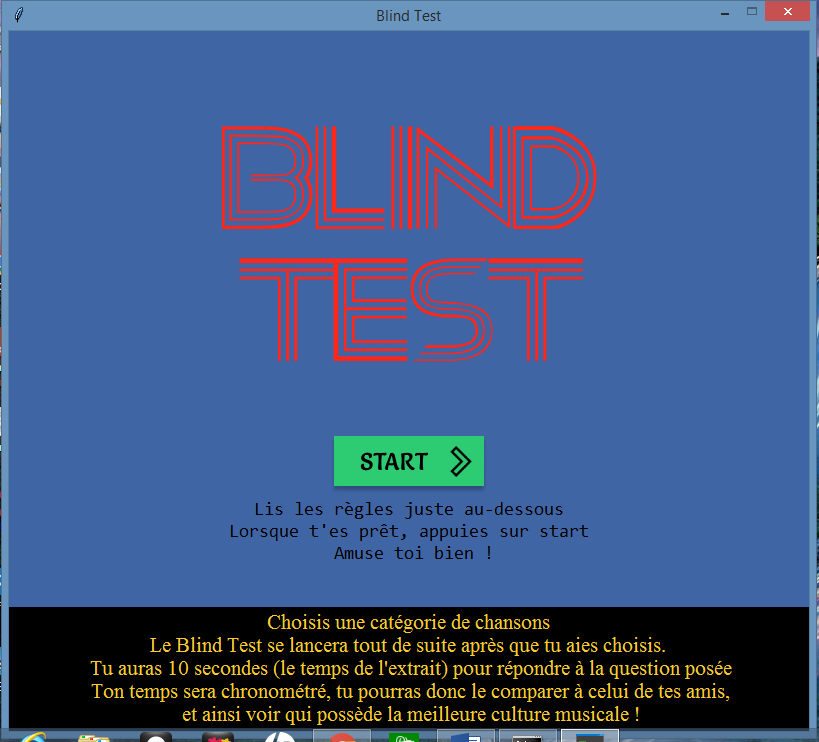 Blind Test
BLIND
TEST
START
Lis les règles juste au-dessous
Lorsque t'es prêt, appuies sur start
Amuse toi bien !
Choisis une catégorie de chansons
Le Blind Test se lancera tout de suite après que tu aies choisis.
Tu auras 10 secondes (le temps de l'extrait) pour répondre à la question posée
Ton temps sera chronométré, tu pourras donc le comparer à celui de tes amis,
et ainsi voir qui possède la meilleure culture musicale !